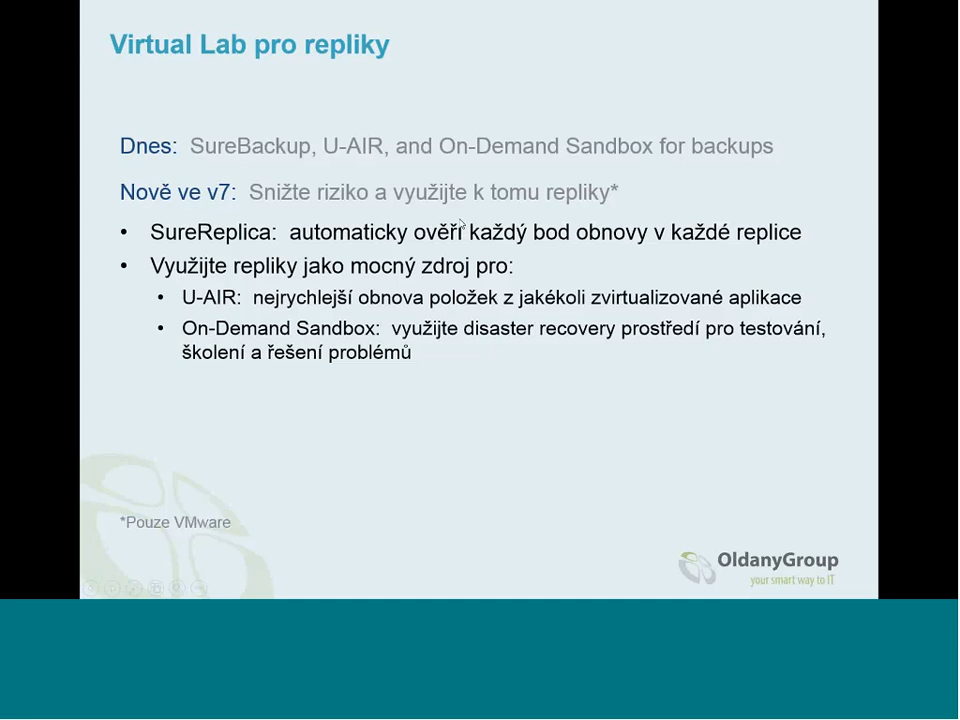 Virtual Lab pro repliky
Dnes: SureBackup, U-AIR, and On-Demand Sandbox for backups
Nově ve v7: Snižte riziko a využijte k tomu repliky*
• SureReplica: automaticky ověří každý bod obnovy v každé replice
• Využijte repliky jako mocný zdroj pro:
• U-AIR: nejrychlejší obnova položek z jakékoli zvirtualizované aplikace
• On-Demand Sandbox: využijte disaster recovery prostředí pro testování,
školení a řešení problémů
*Pouze VMware
OldanyGroup
your smart way to IT